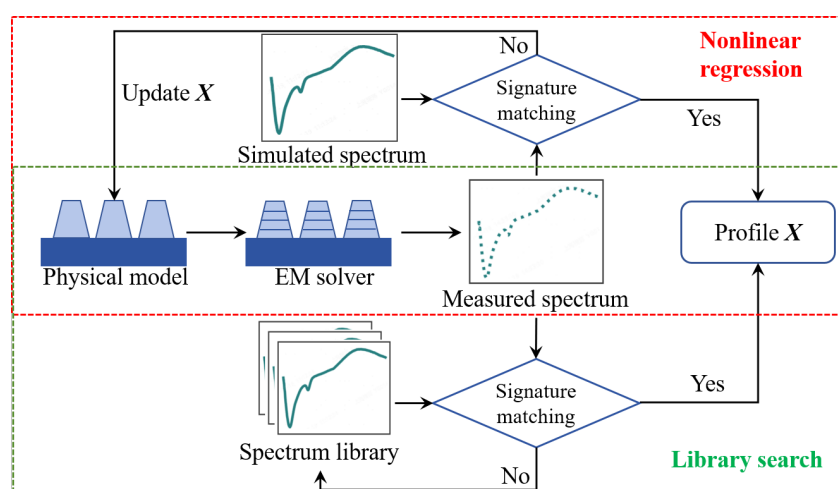 No
Nonlinear
regression
Update X
Signature
matching
Yes
Simulated spectrum
Profile X
Physical model
EM solver
Measured spectrum
Signature
matching
Yes
Spectrum library
No
Library search